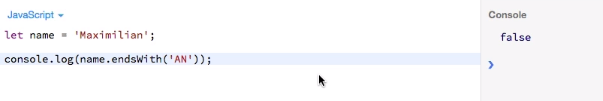 JavaScript
let name = 'Maximilian';
console.log(name.endsWith('AN'));
Console
false